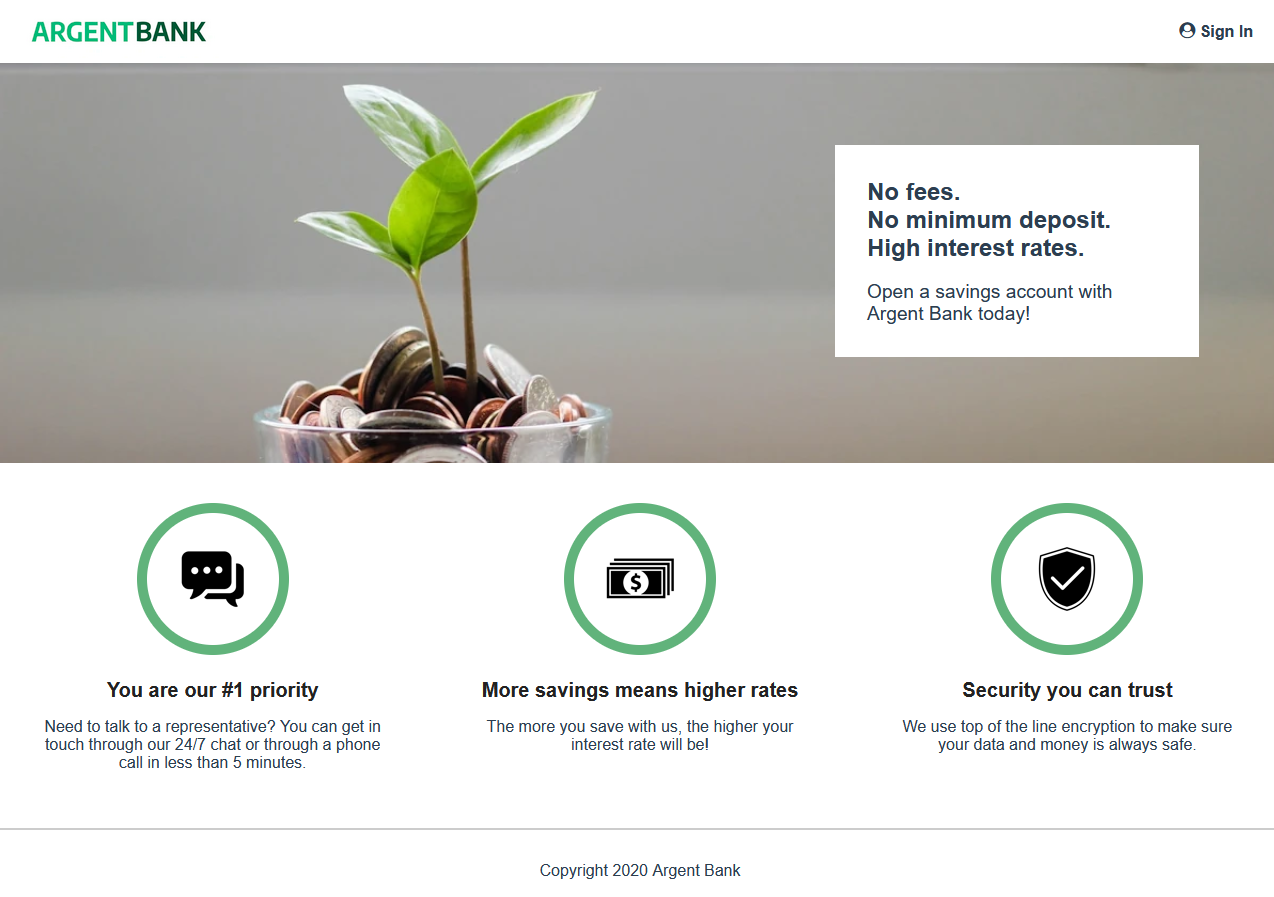 ARGENTBANK
Sign In
No fees.
No minimum deposit.
High interest rates.
Open a savings account with
Argent Bank today!
$
You are our #1 priority
Need to talk to a representative? You can get in
touch through our 24/7 chat or through a phone
call in less than 5 minutes.
More savings means higher rates
The more you save with us, the higher your
interest rate will be!
Security you can trust
We use top of the line encryption to make sure
your data and money is always safe.
Copyright 2020 Argent Bank